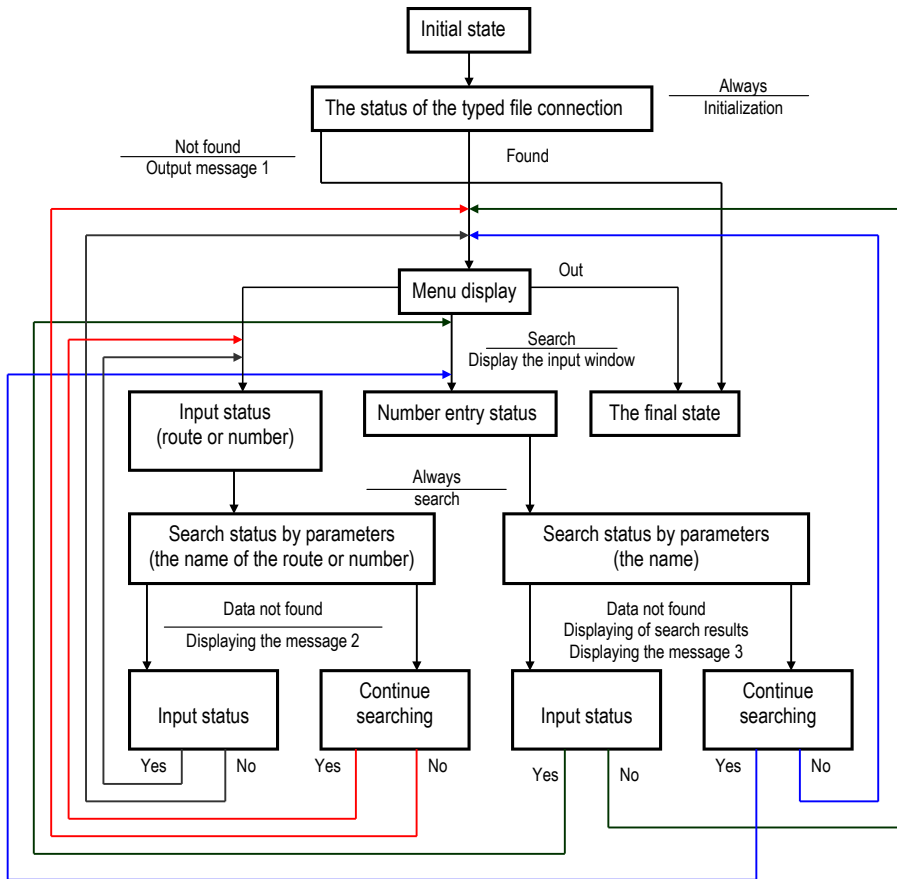 Initial state
The status of the typed file connection
Always
Initialization
Not found
Output message 1
Found
Out
Menu display
Search
Display the input window
Input status
(route or number)
Number entry status
The final state
Always
search
Search status by parameters
(the name of the route or number)
Search status by parameters
(the name)
Data not found
Displaying the message 2
Data not found
Displaying of search results
Displaying the message 3
Input status
Continue
searching
Input status
Continue
searching
Yes
No
Yes
No
Yes
No
Yes
No